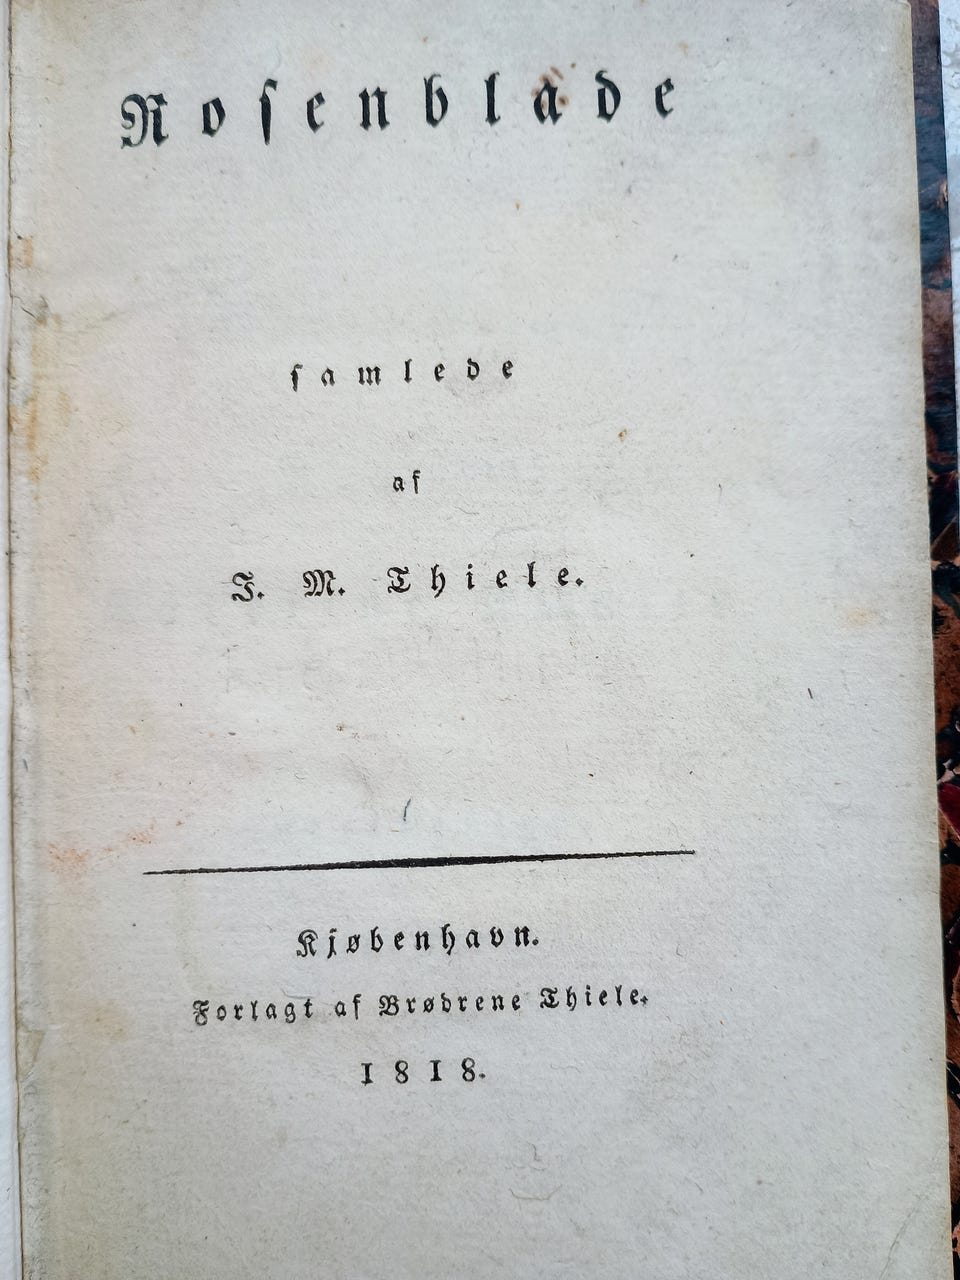 Rosenblade
samlede
af
J. M. Thiele.
Kjøbenhavn.
Forlagt af Brødrene Thiele.
1818.